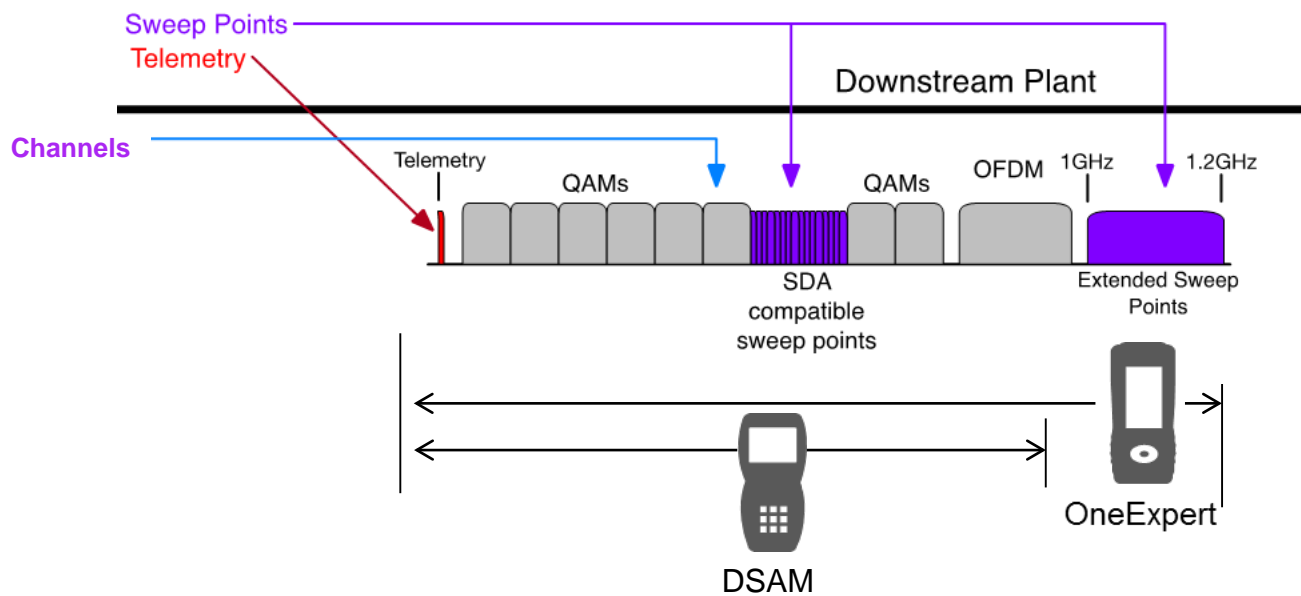 Sweep Points
Telemetry
Downstream Plant
Channels
Telemetry
QAMs
QAMs
OFDM
1GHz
1.2GHz
SDA
compatible
sweep points
Extended Sweep
Points
OneExpert
DSAM